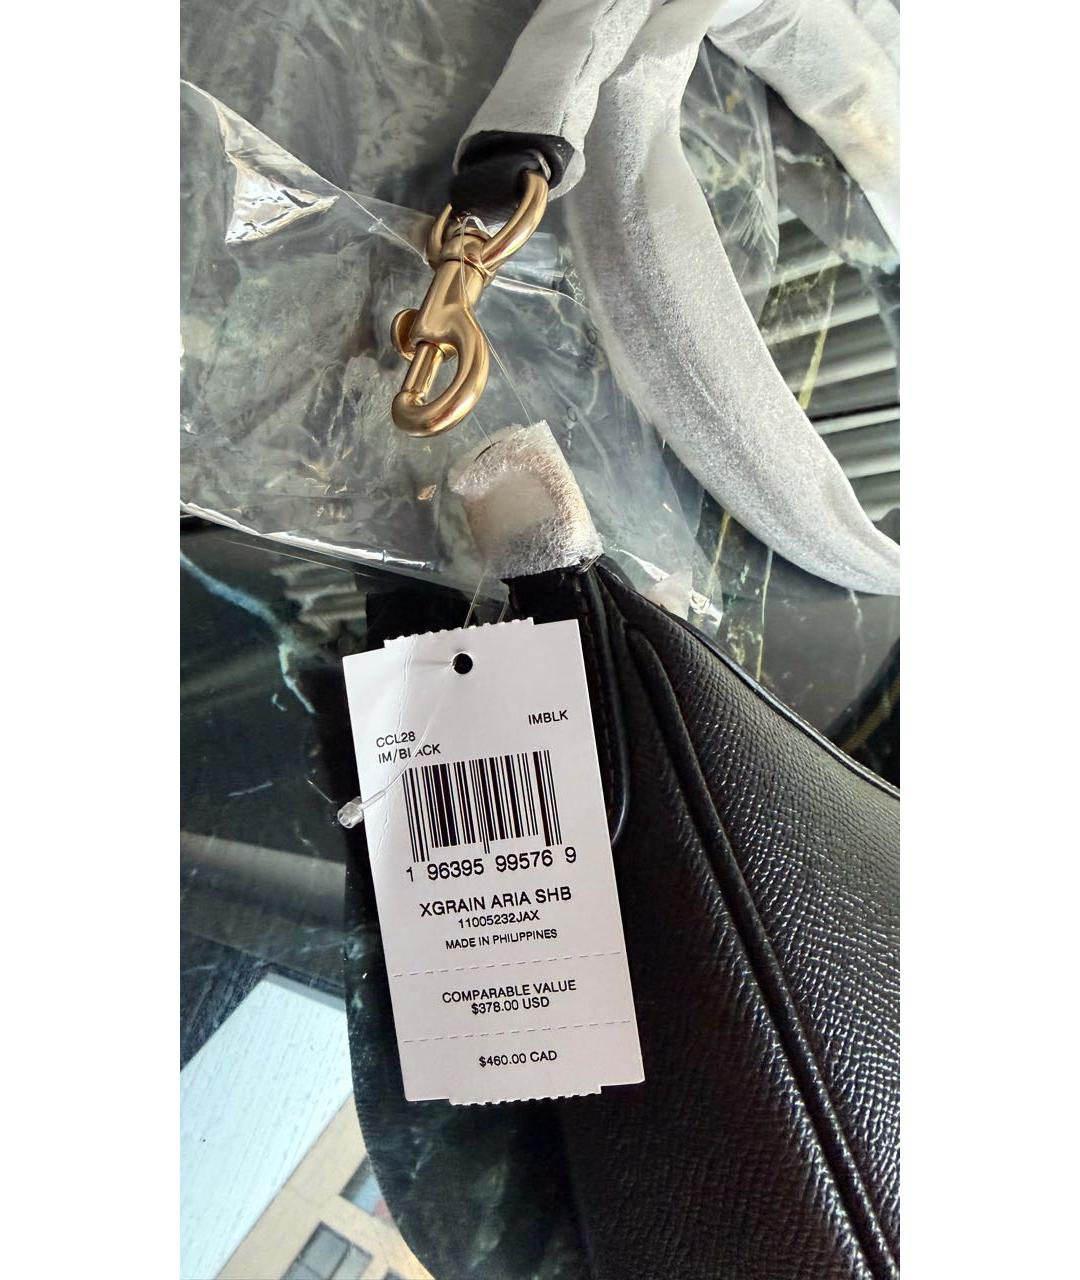 IMBLK
CCL28
IM/BLACK
1 96395 99576 9
XGRAIN ARIA SHB
11005232JAX
MADE IN PHILIPPINES
COMPARABLE VALUE
$378.00 USD
$460.00 CAD